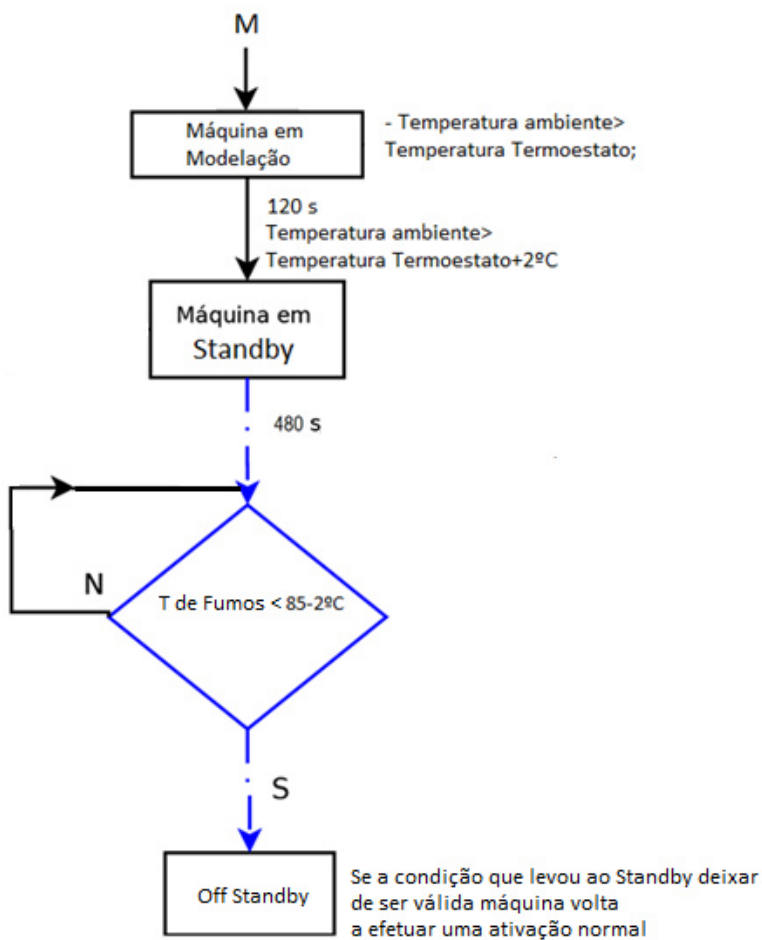 M
Máquina em
Modelação
- Temperatura ambiente>
Temperatura Termoestato;
120 s
Temperatura ambiente>
Temperatura Termoestato+2ºC
Máquina em
Standby
480 s
N
T de Fumos < 85-2ºC
S
Off Standby
Se a condição que levou ao Standby deixar
de ser válida máquina volta
a efetuar uma ativação normal